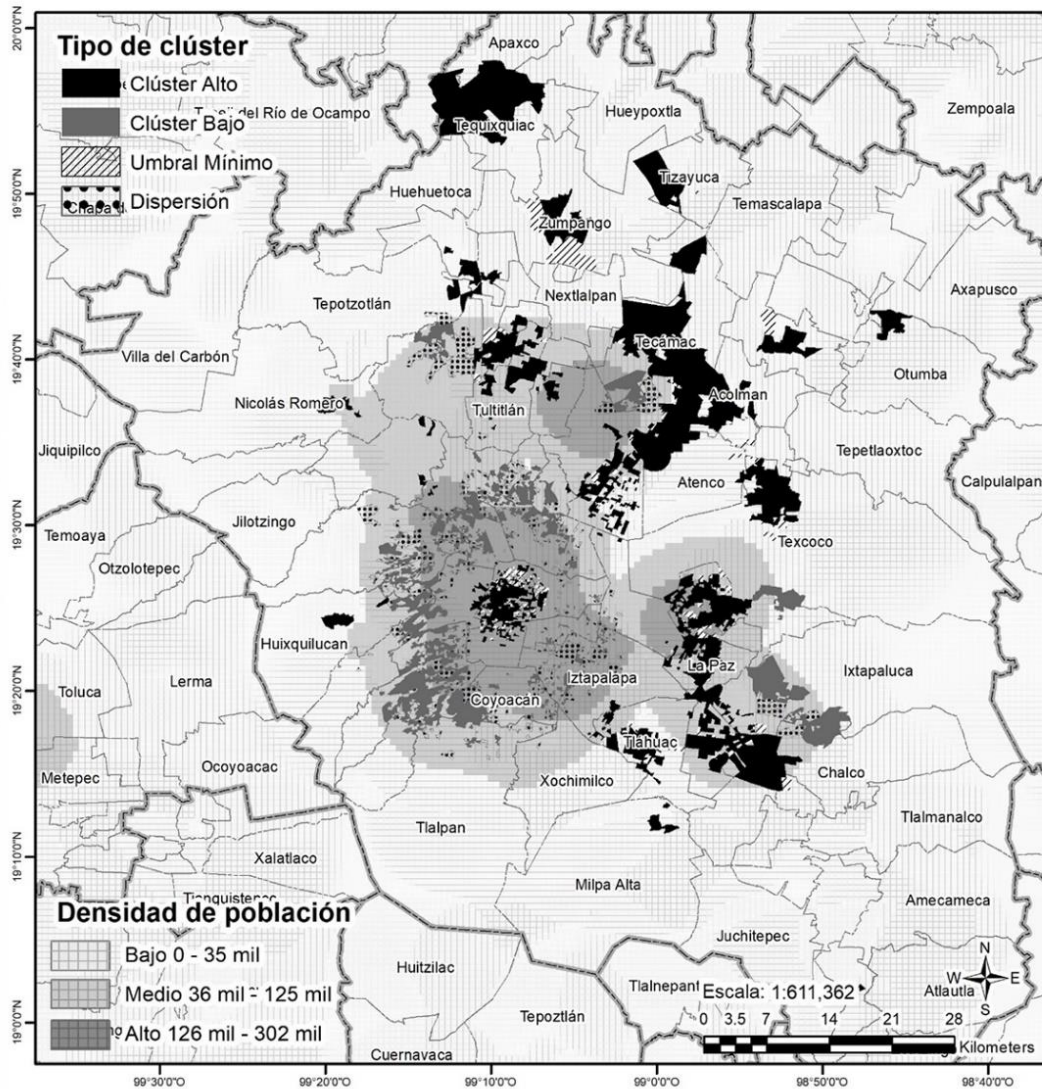 20°0'0"N
19°50'0"N
19°40'0"N
19°30'0"N
19°20'0"N
19°10'0"N
19°0'0"N
Tipo de clúster
Clúster Alto
Clúster Bajo
Umbral Mínimo
Dispersión
Apaxco
del Río de Ocampo
Hueypoxtla
Zempoala
Tequixquiac
Huehuetoca
Tizayuca
Temascalapa
Zumpango
Tepotzotlán
Nextlalpan
Axapusco
Villa del Carbón
Tecámac
Otumba
Nicolás Romero
Tultitlán
Acolman
Jiquipilco
Tepetlaoxtoc
Atenco
Calpulalpan
Jilotzingo
Temoaya
Texcoco
Otzolotepec
Huixquilucan
La Paz
Ixtapaluca
Iztapalapa
Toluca
Lerma
Coyoacán
Tlahuac
Metepec
Ocoyoacac
Xochimilco
Chalco
Tlalpan
Tlalmanalco
Xalatlaco
Milpa Alta
Amecameca
Juchitepec
Huitzilac
Tlalnepant
Atlautla
Tepoztlán
Cuernavaca
Densidad de población
Bajo 0 - 35 mil
Medio 36 mil - 125 mil
Alto 126 mil - 302 mil
N
W E
S
Escala: 1:611,362
0 3.5 7 14 21 28
Kilometers
99°30'0"O 99°20'0"O 99°10'0"O 99°0'0"O 98°50'0"O 98°40'0"O